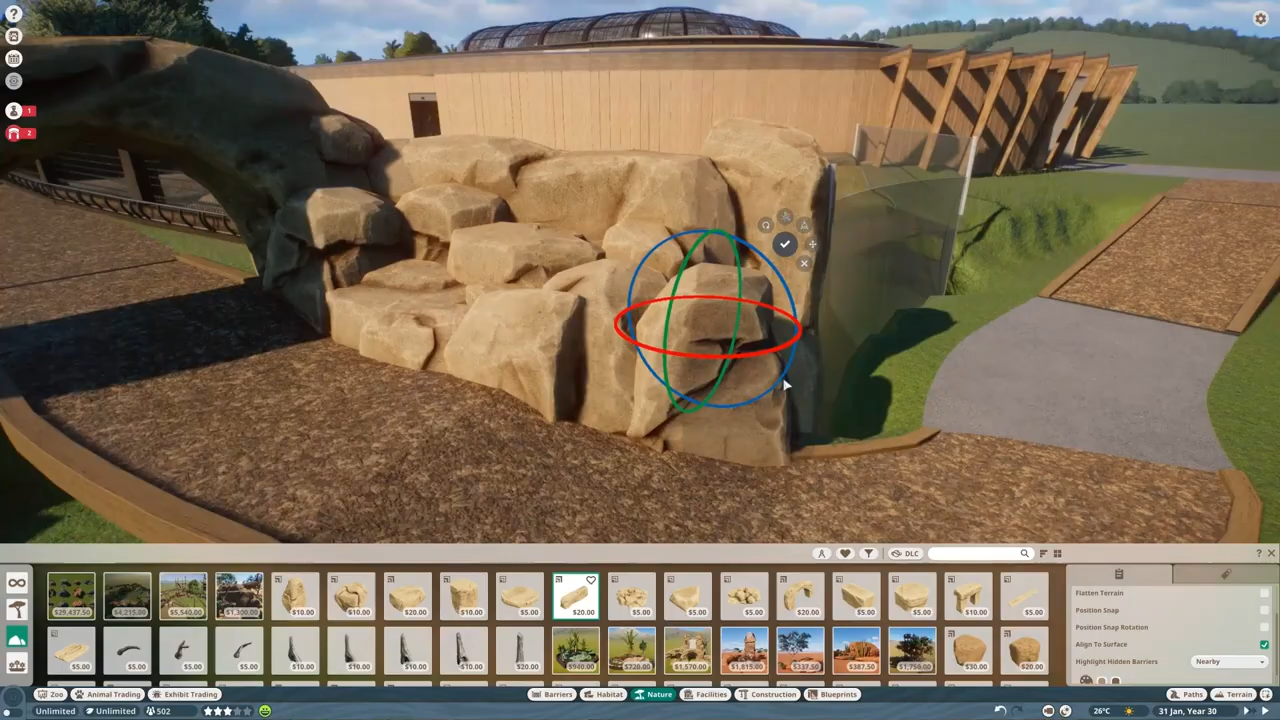 ?
1
2
DLC
? ×
$29,437.50 $4,215.00 $5,540.00 $1,300.00 $10.00 $10.00 $20.00 $10.00 $5.00 $20.00 $5.00 $5.00 $5.00 $20.00 $5.00 $5.00 $10.00 $5.00
$5.00 $5.00 $5.00 $5.00 $10.00 $10.00 $10.00 $10.00 $20.00 $940.00 $720.00 $1,570.00 $1,815.00 $337.50 $387.50 $1,750.00 $30.00 $20.00
Flatten Terrain
Position Snap
Position Snap Rotation
Align To Surface
Highlight Hidden Barriers Nearby
Zoo Animal Trading Exhibit Trading Barriers Habitat Nature Facilities Construction Blueprints Paths Terrain
Unlimited Unlimited 502 26°C 31 Jan, Year 30